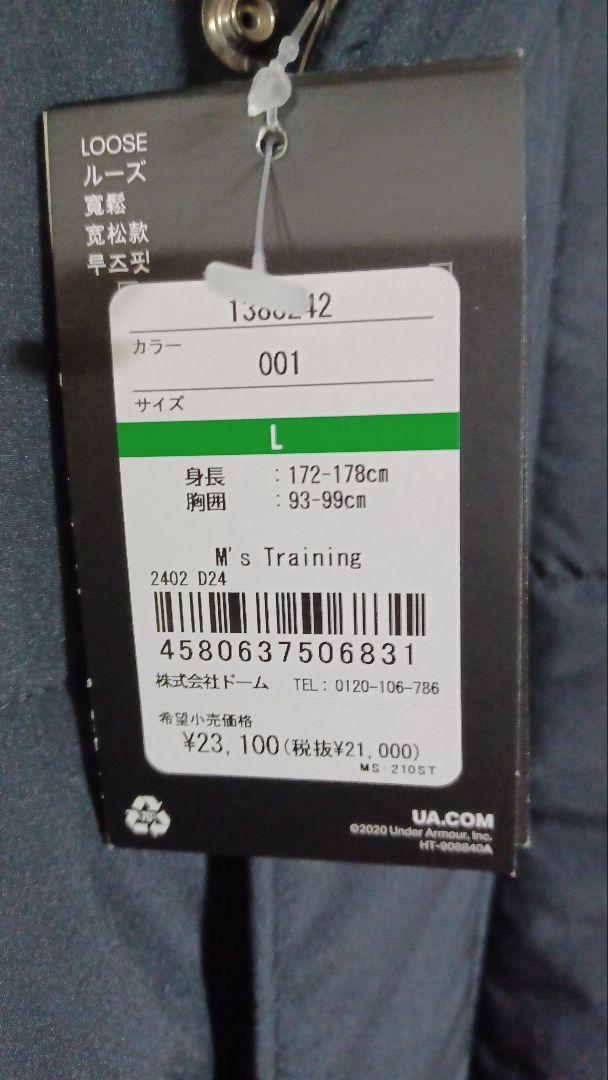 LOOSE
ルーズ
寬鬆
宽松款
루즈핏
カラー
001
サイズ
L
身長 : 172-178cm
胸囲 : 93-99cm
M's Training
2402 D24
4580637506831
株式会社ドーム TEL: 0120-106-786
希望小売価格
¥23,100(税抜¥21,000)
MS-210ST
UA.COM
©2020 Under Armour, Inc.
HT-908840A